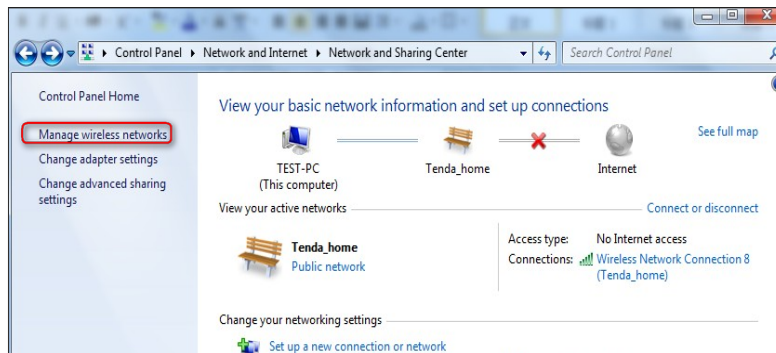 Control Panel ▸ Network and Internet ▸ Network and Sharing Center
Search Control Panel
Control Panel Home
Manage wireless networks
Change adapter settings
Change advanced sharing
settings
View your basic network information and set up connections
See full map
TEST-PC
(This computer)
Tenda_home
Internet
View your active networks
Connect or disconnect
Tenda_home
Public network
Access type: No Internet access
Connections: Wireless Network Connection 8
(Tenda_home)
Change your networking settings
Set up a new connection or network